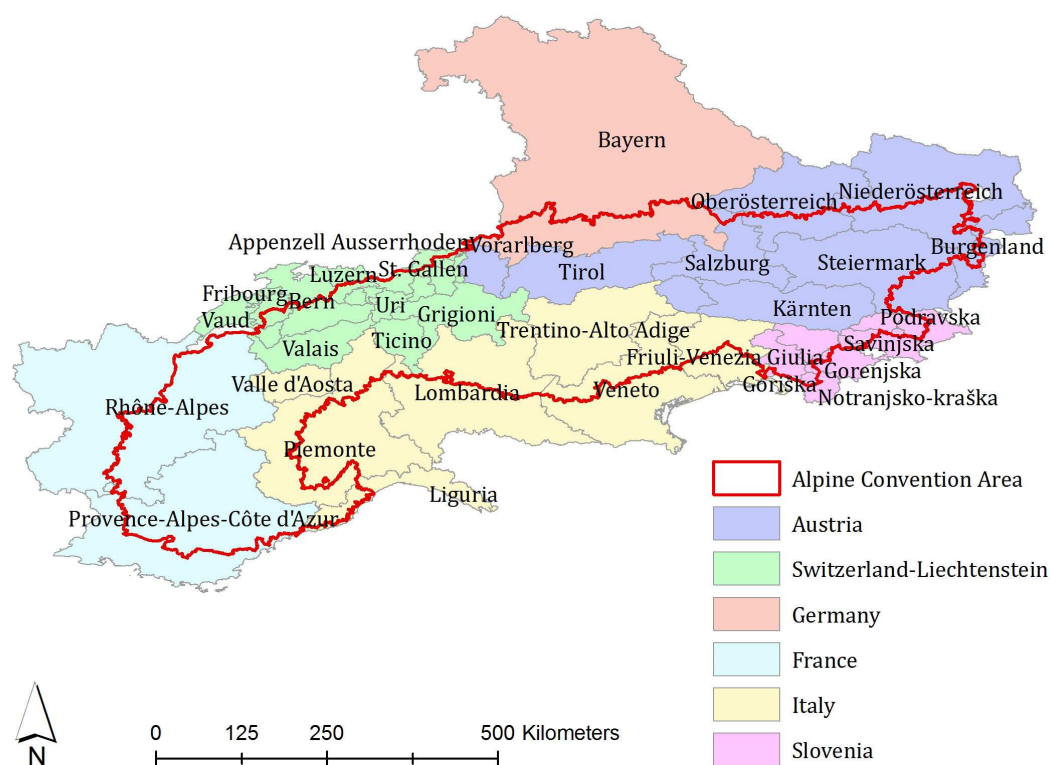 Bayern
Oberösterreich
Niederösterreich
Appenzell Ausserrhoden
Vorarlberg
Burgenland
Luzern
St. Gallen
Tirol
Salzburg
Steiermark
Fribourg
Bern
Uri
Grigioni
Kärnten
Podravska
Vaud
Valais
Ticino
Trentino-Alto Adige
Savinjska
Valle d'Aosta
Friuli-Venezia Giulia
Gorenjska
Lombardia
Veneto
Goriška
Notranjsko-kraška
Rhône-Alpes
Piemonte
Liguria
Provence-Alpes-Côte d'Azur
Alpine Convention Area
Austria
Switzerland-Liechtenstein
Germany
France
Italy
Slovenia
N
0 125 250 500 Kilometers